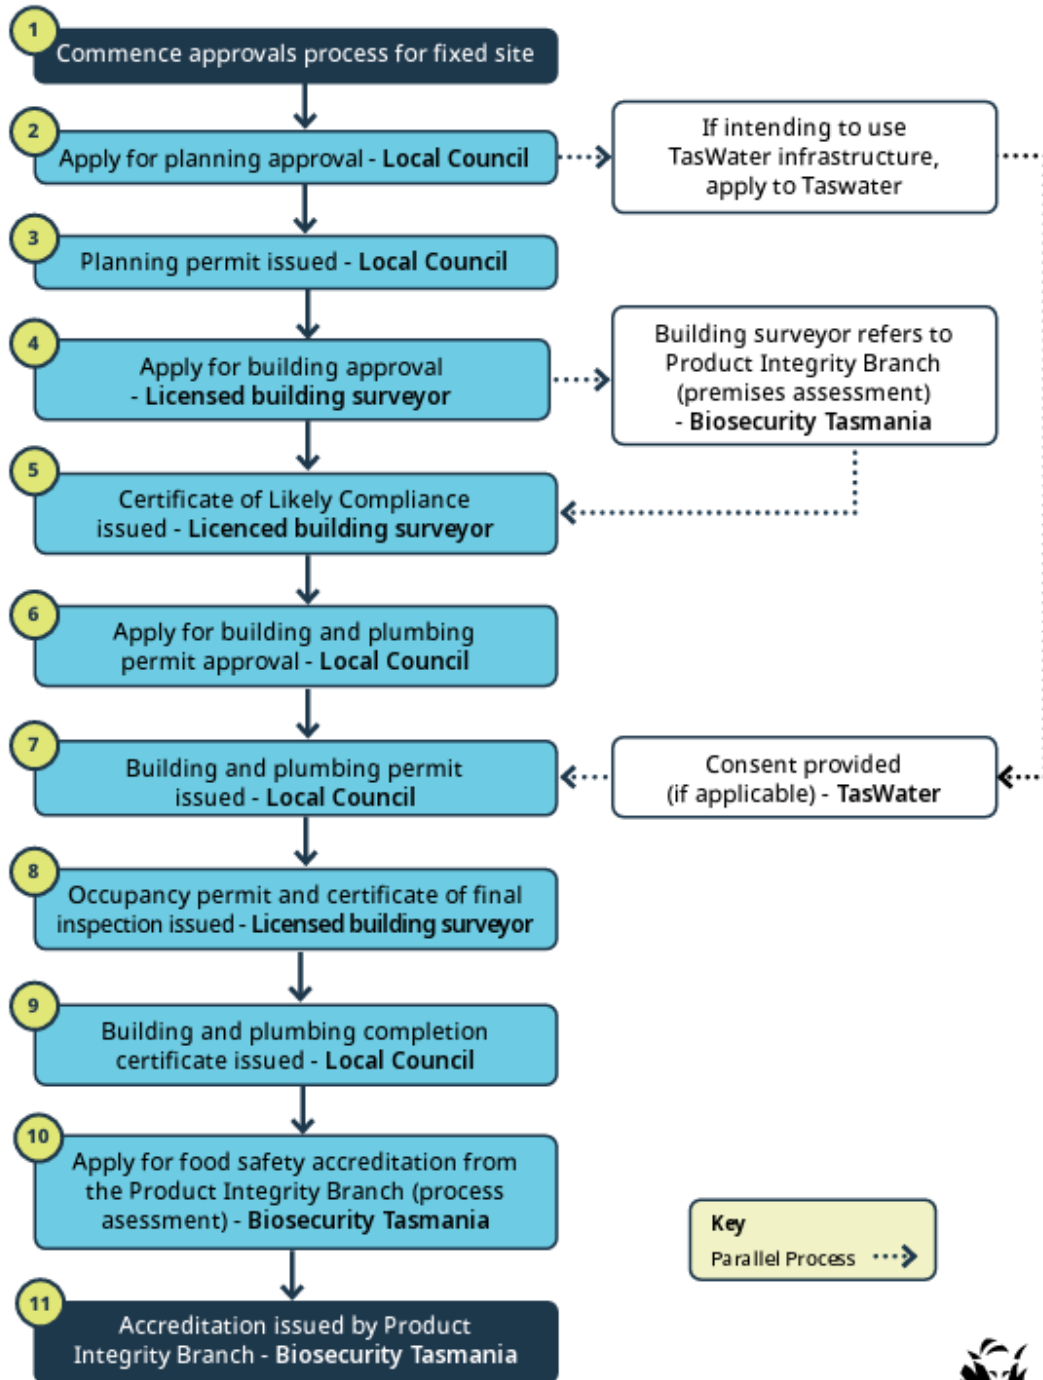 1
Commence approvals process for fixed site
2
Apply for planning approval - Local Council
If intending to use
TasWater infrastructure,
apply to Taswater
3
Planning permit issued - Local Council
4
Apply for building approval
- Licensed building surveyor
Building surveyor refers to
Product Integrity Branch
(premises assessment)
- Biosecurity Tasmania
5
Certificate of Likely Compliance
issued - Licenced building surveyor
6
Apply for building and plumbing
permit approval - Local Council
7
Building and plumbing permit
issued - Local Council
Consent provided
(if applicable) - TasWater
8
Occupancy permit and certificate of final
inspection issued - Licensed building surveyor
9
Building and plumbing completion
certificate issued - Local Council
10
Apply for food safety accreditation from
the Product Integrity Branch (process
asessment) - Biosecurity Tasmania
Key
Parallel Process
11
Accreditation issued by Product
Integrity Branch - Biosecurity Tasmania